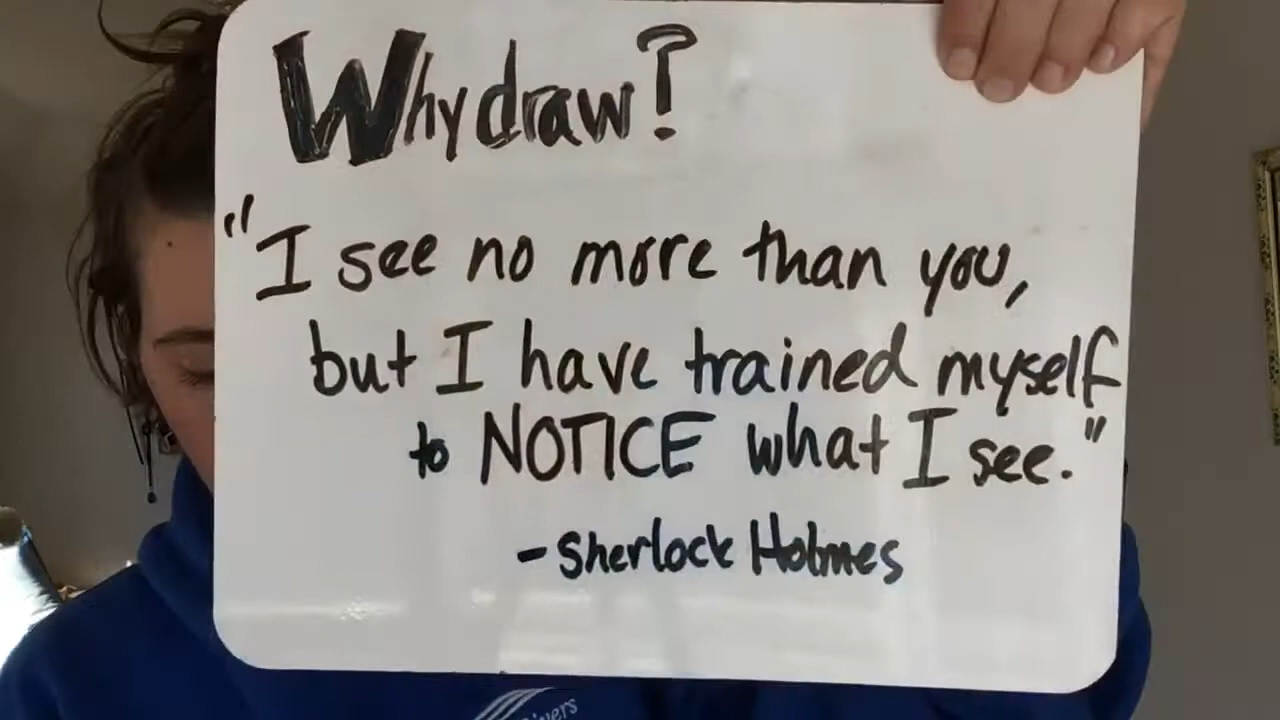 Why draw?
"I see no more than you,
but I have trained myself
to NOTICE what I see."
- Sherlock Holmes